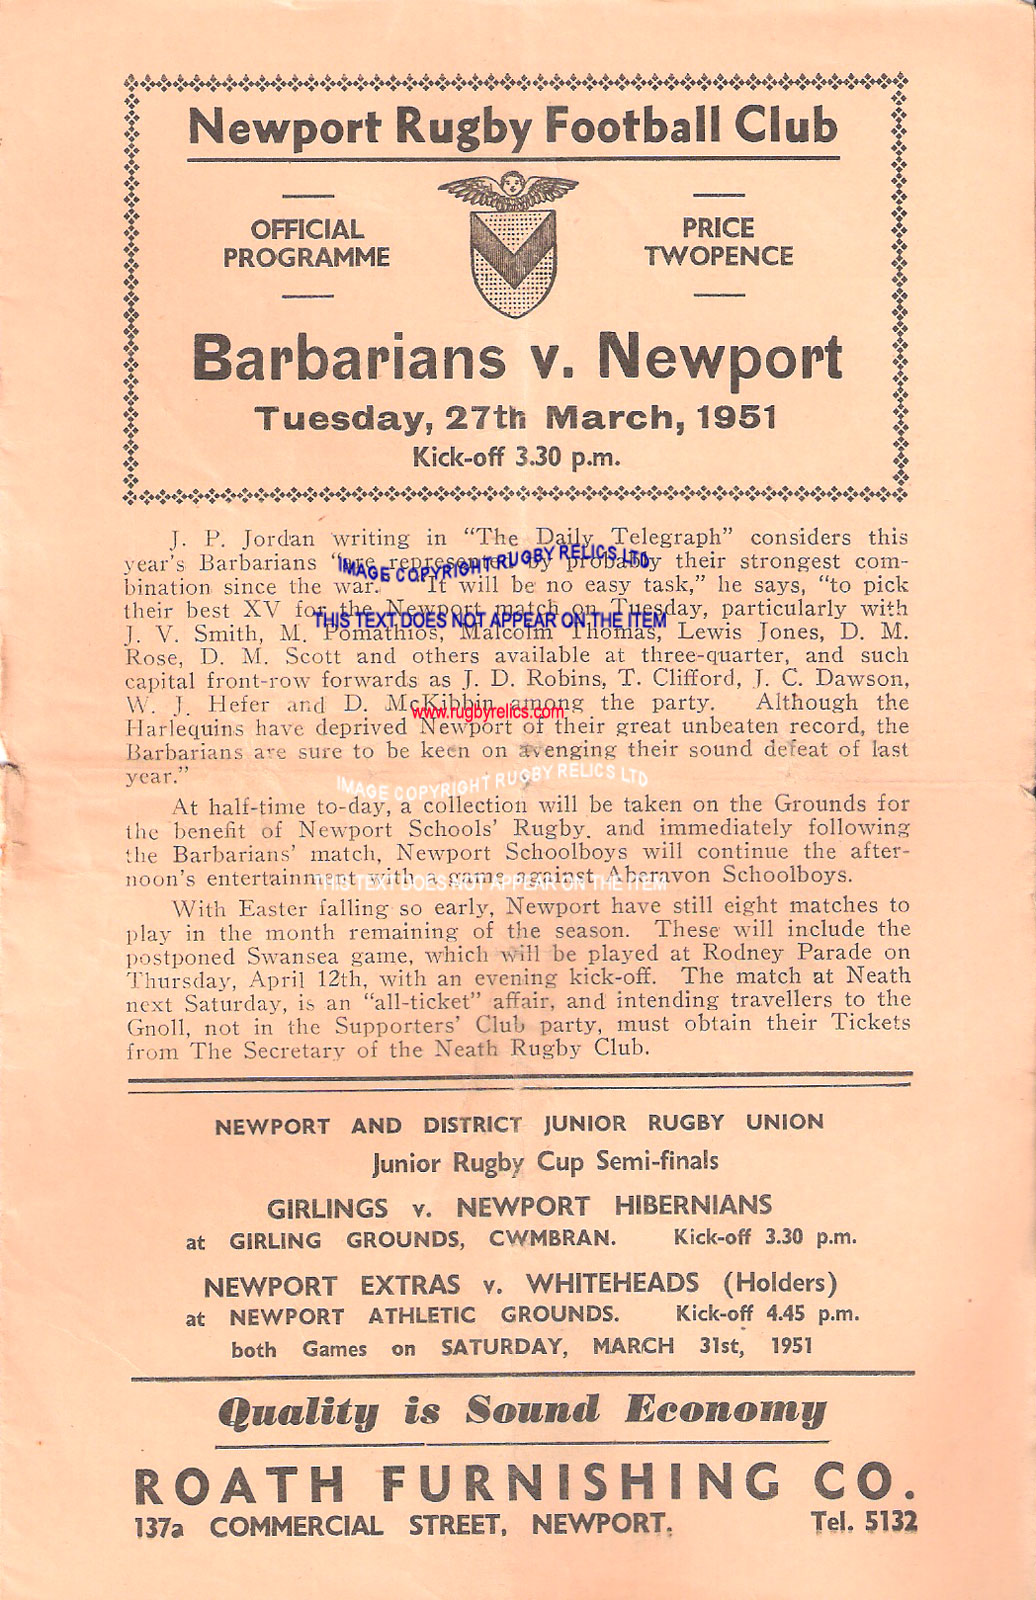 Newport Rugby Football Club
OFFICIAL
PROGRAMME
PRICE
TWOPENCE
Barbarians v. Newport
Tuesday, 27th March, 1951
Kick-off 3.30 p.m.
J. P. Jordan writing in “The Daily Telegraph” considers this
year's Barbarians “are represented by probably their strongest com-
bination since the war. “It will be no easy task,” he says, “to pick
their best XV for the Newport match on Tuesday, particularly with
J. V. Smith, M. Pomathios, Malcolm Thomas, Lewis Jones, D. M.
Rose, D. M. Scott and others available at three-quarter, and such
capital front-row forwards as J. D. Robins, T. Clifford, J. C. Dawson,
W. J. Hefer and D. McKibbin among the party. Although the
Harlequins have deprived Newport of their great unbeaten record, the
Barbarians are sure to be keen on avenging their sound defeat of last
year.”
At half-time to-day, a collection will be taken on the Grounds for
the benefit of Newport Schools' Rugby, and immediately following
the Barbarians' match, Newport Schoolboys will continue the after-
noon's entertainment with a game against Aberavon Schoolboys.
With Easter falling so early, Newport have still eight matches to
play in the month remaining of the season. These will include the
postponed Swansea game, which will be played at Rodney Parade on
Thursday, April 12th, with an evening kick-off. The match at Neath
next Saturday, is an “all-ticket” affair, and intending travellers to the
Gnoll, not in the Supporters' Club party, must obtain their Tickets
from The Secretary of the Neath Rugby Club.
IMAGE COPYRIGHT RUGBY RELICS LTD
THIS TEXT DOES NOT APPEAR ON THE ITEM
www.rugbyrelics.com
IMAGE COPYRIGHT RUGBY RELICS LTD
THIS TEXT DOES NOT APPEAR ON THE ITEM
NEWPORT AND DISTRICT JUNIOR RUGBY UNION
Junior Rugby Cup Semi-finals
GIRLINGS v. NEWPORT HIBERNIANS
at GIRLING GROUNDS, CWMBRAN. Kick-off 3.30 p.m.
NEWPORT EXTRAS v. WHITEHEADS (Holders)
at NEWPORT ATHLETIC GROUNDS. Kick-off 4.45 p.m.
both Games on SATURDAY, MARCH 31st, 1951
Quality is Sound Economy
ROATH FURNISHING CO.
137a COMMERCIAL STREET, NEWPORT. Tel. 5132